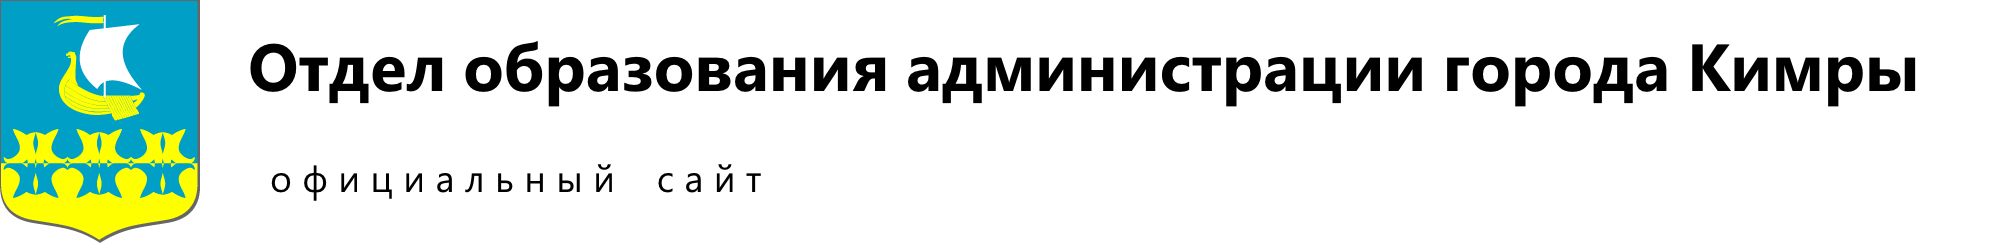 Отдел образования администрации города Кимры
официальный сайт